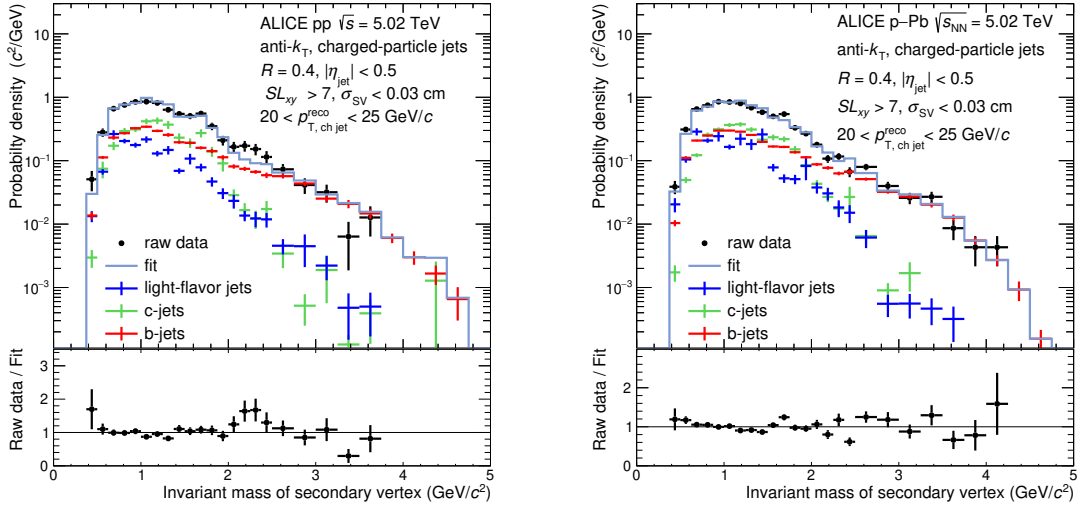 ALICE pp √s = 5.02 TeV
anti-kT, charged-particle jets
R = 0.4, |ηjet| < 0.5
SLxy > 7, σSV < 0.03 cm
20 < p^reco_T, ch jet < 25 GeV/c
Probability density (c²/GeV)
10
1
10⁻¹
10⁻²
10⁻³
raw data
fit
light-flavor jets
c-jets
b-jets
Raw data / Fit
3
2
1
0
0 1 2 3 4 5
Invariant mass of secondary vertex (GeV/c²)
ALICE p–Pb √sNN = 5.02 TeV
anti-kT, charged-particle jets
R = 0.4, |ηjet| < 0.5
SLxy > 7, σSV < 0.03 cm
20 < p^reco_T, ch jet < 25 GeV/c
Probablity density (c²/GeV)
10
1
10⁻¹
10⁻²
10⁻³
raw data
fit
light-flavor jets
c-jets
b-jets
Raw data / Fit
2
1
0
0 1 2 3 4 5
Invariant mass of secondary vertex (GeV/c²)